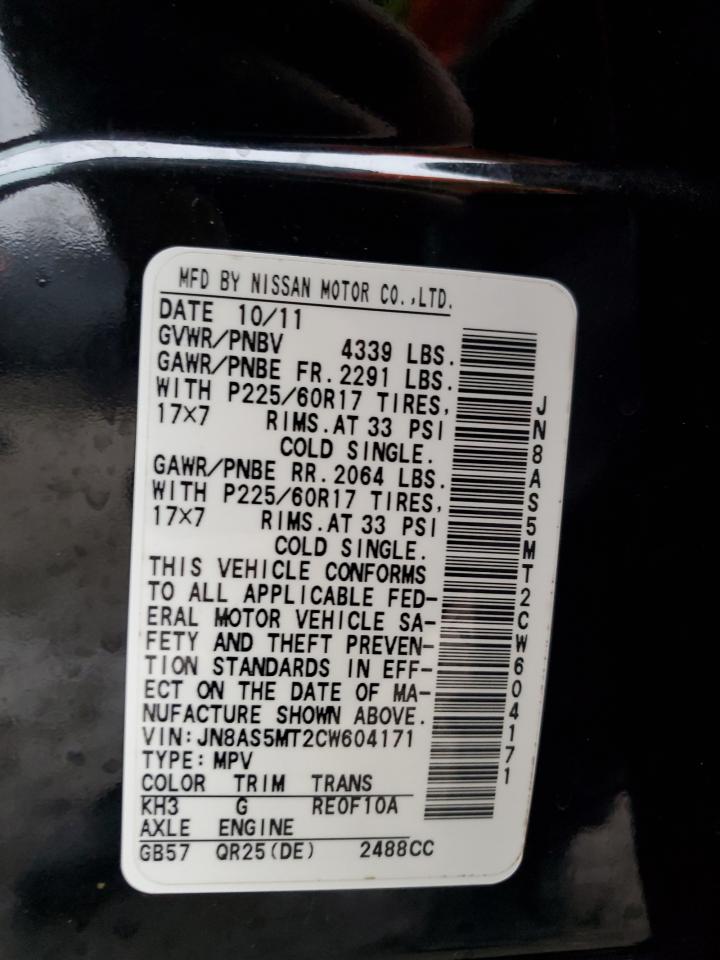 MFD BY NISSAN MOTOR CO.,LTD.
DATE 10/11
GVWR/PNBV 4339 LBS.
GAWR/PNBE FR.2291 LBS.
WITH P225/60R17 TIRES,
17×7 RIMS.AT 33 PSI
COLD SINGLE.
GAWR/PNBE RR.2064 LBS.
WITH P225/60R17 TIRES,
17×7 RIMS.AT 33 PSI
COLD SINGLE.
THIS VEHICLE CONFORMS
TO ALL APPLICABLE FED-
ERAL MOTOR VEHICLE SA-
FETY AND THEFT PREVEN-
TION STANDARDS IN EFF-
ECT ON THE DATE OF MA-
NUFACTURE SHOWN ABOVE.
VIN:JN8AS5MT2CW604171
TYPE:MPV
COLOR TRIM TRANS
KH3 G RE0F10A
AXLE ENGINE
GB57 QR25(DE) 2488CC
JN8AS5MT2CW604171